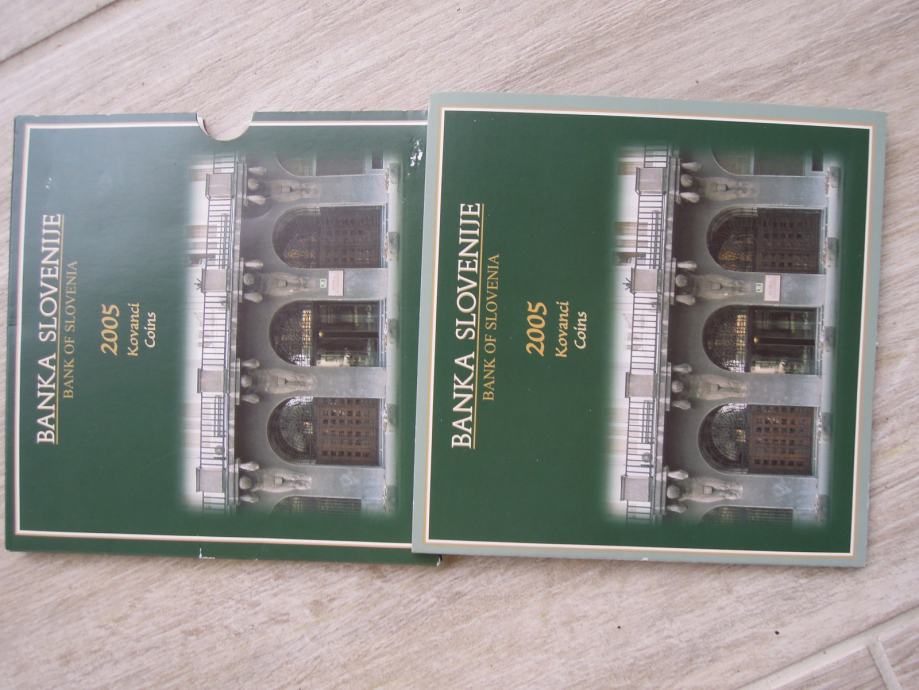 BANKA SLOVENIJE
BANK OF SLOVENIA
2005
Kovanci
Coins
BANKA SLOVENIJE
BANK OF SLOVENIA
2005
Kovanci
Coins